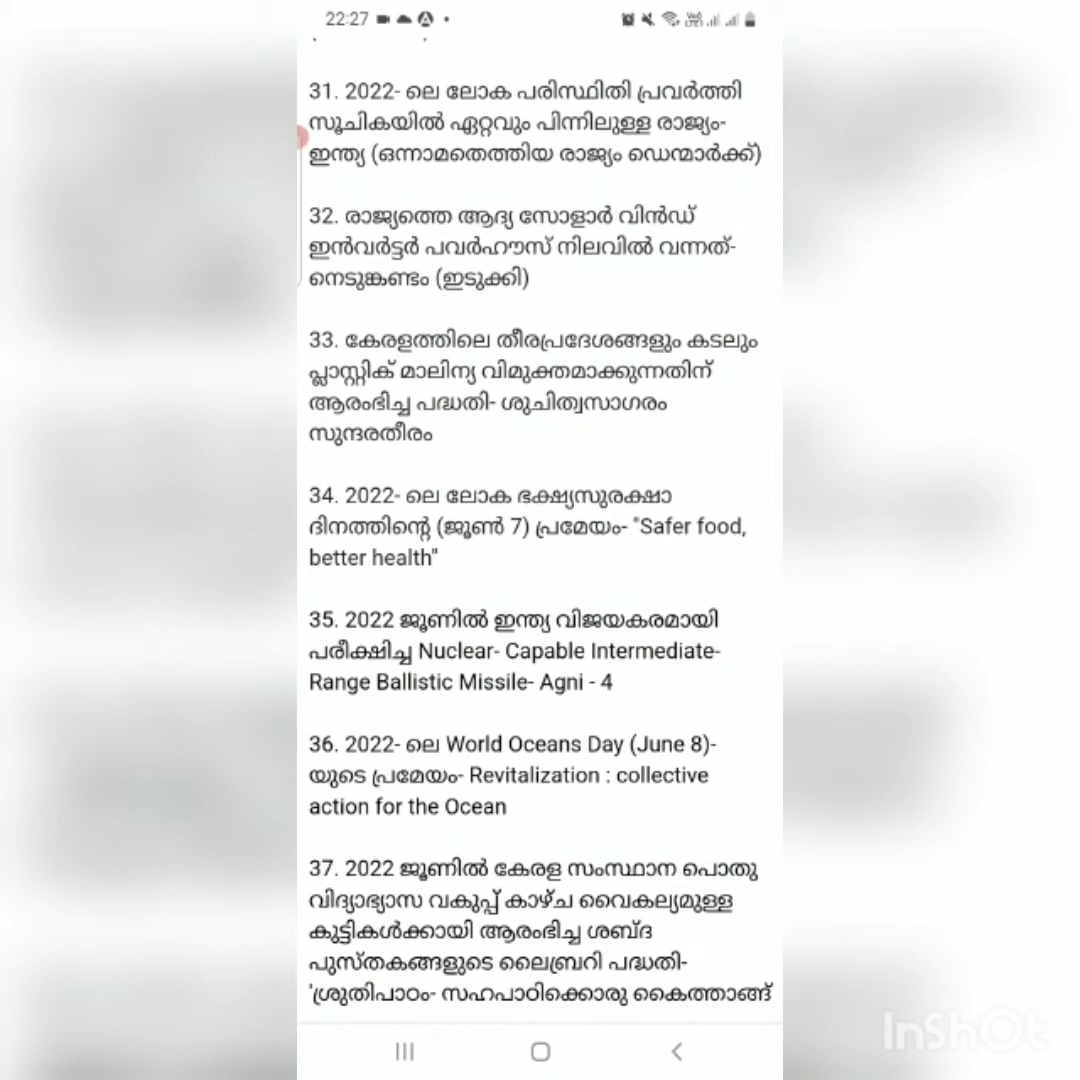 22:27
31. 2022- ലെ ലോക പരിസ്ഥിതി പ്രവർത്തി
സൂചികയിൽ ഏറ്റവും പിന്നിലുള്ള രാജ്യം-
ഇന്ത്യ (ഒന്നാമതെത്തിയ രാജ്യം ഡെന്മാർക്ക്)
32. രാജ്യത്തെ ആദ്യ സോളാർ വിൻഡ്
ഇൻവർട്ടർ പവർഹൗസ് നിലവിൽ വന്നത്-
നെടുങ്കണ്ടം (ഇടുക്കി)
33. കേരളത്തിലെ തീരപ്രദേശങ്ങളും കടലും
പ്ലാസ്റ്റിക് മാലിന്യ വിമുക്തമാക്കുന്നതിന്
ആരംഭിച്ച പദ്ധതി- ശുചിത്വസാഗരം
സുന്ദരതീരം
34. 2022- ലെ ലോക ഭക്ഷ്യസുരക്ഷാ
ദിനത്തിന്റെ (ജൂൺ 7) പ്രമേയം- "Safer food,
better health"
35. 2022 ജൂണിൽ ഇന്ത്യ വിജയകരമായി
പരീക്ഷിച്ച Nuclear- Capable Intermediate-
Range Ballistic Missile- Agni - 4
36. 2022- ലെ World Oceans Day (June 8)-
യുടെ പ്രമേയം- Revitalization : collective
action for the Ocean
37. 2022 ജൂണിൽ കേരള സംസ്ഥാന പൊതു
വിദ്യാഭ്യാസ വകുപ്പ് കാഴ്ച വൈകല്യമുള്ള
കുട്ടികൾക്കായി ആരംഭിച്ച ശബ്ദ
പുസ്തകങ്ങളുടെ ലൈബ്രറി പദ്ധതി-
'ശ്രുതിപാഠം- സഹപാഠിക്കൊരു കൈത്താങ്ങ്
InShOt